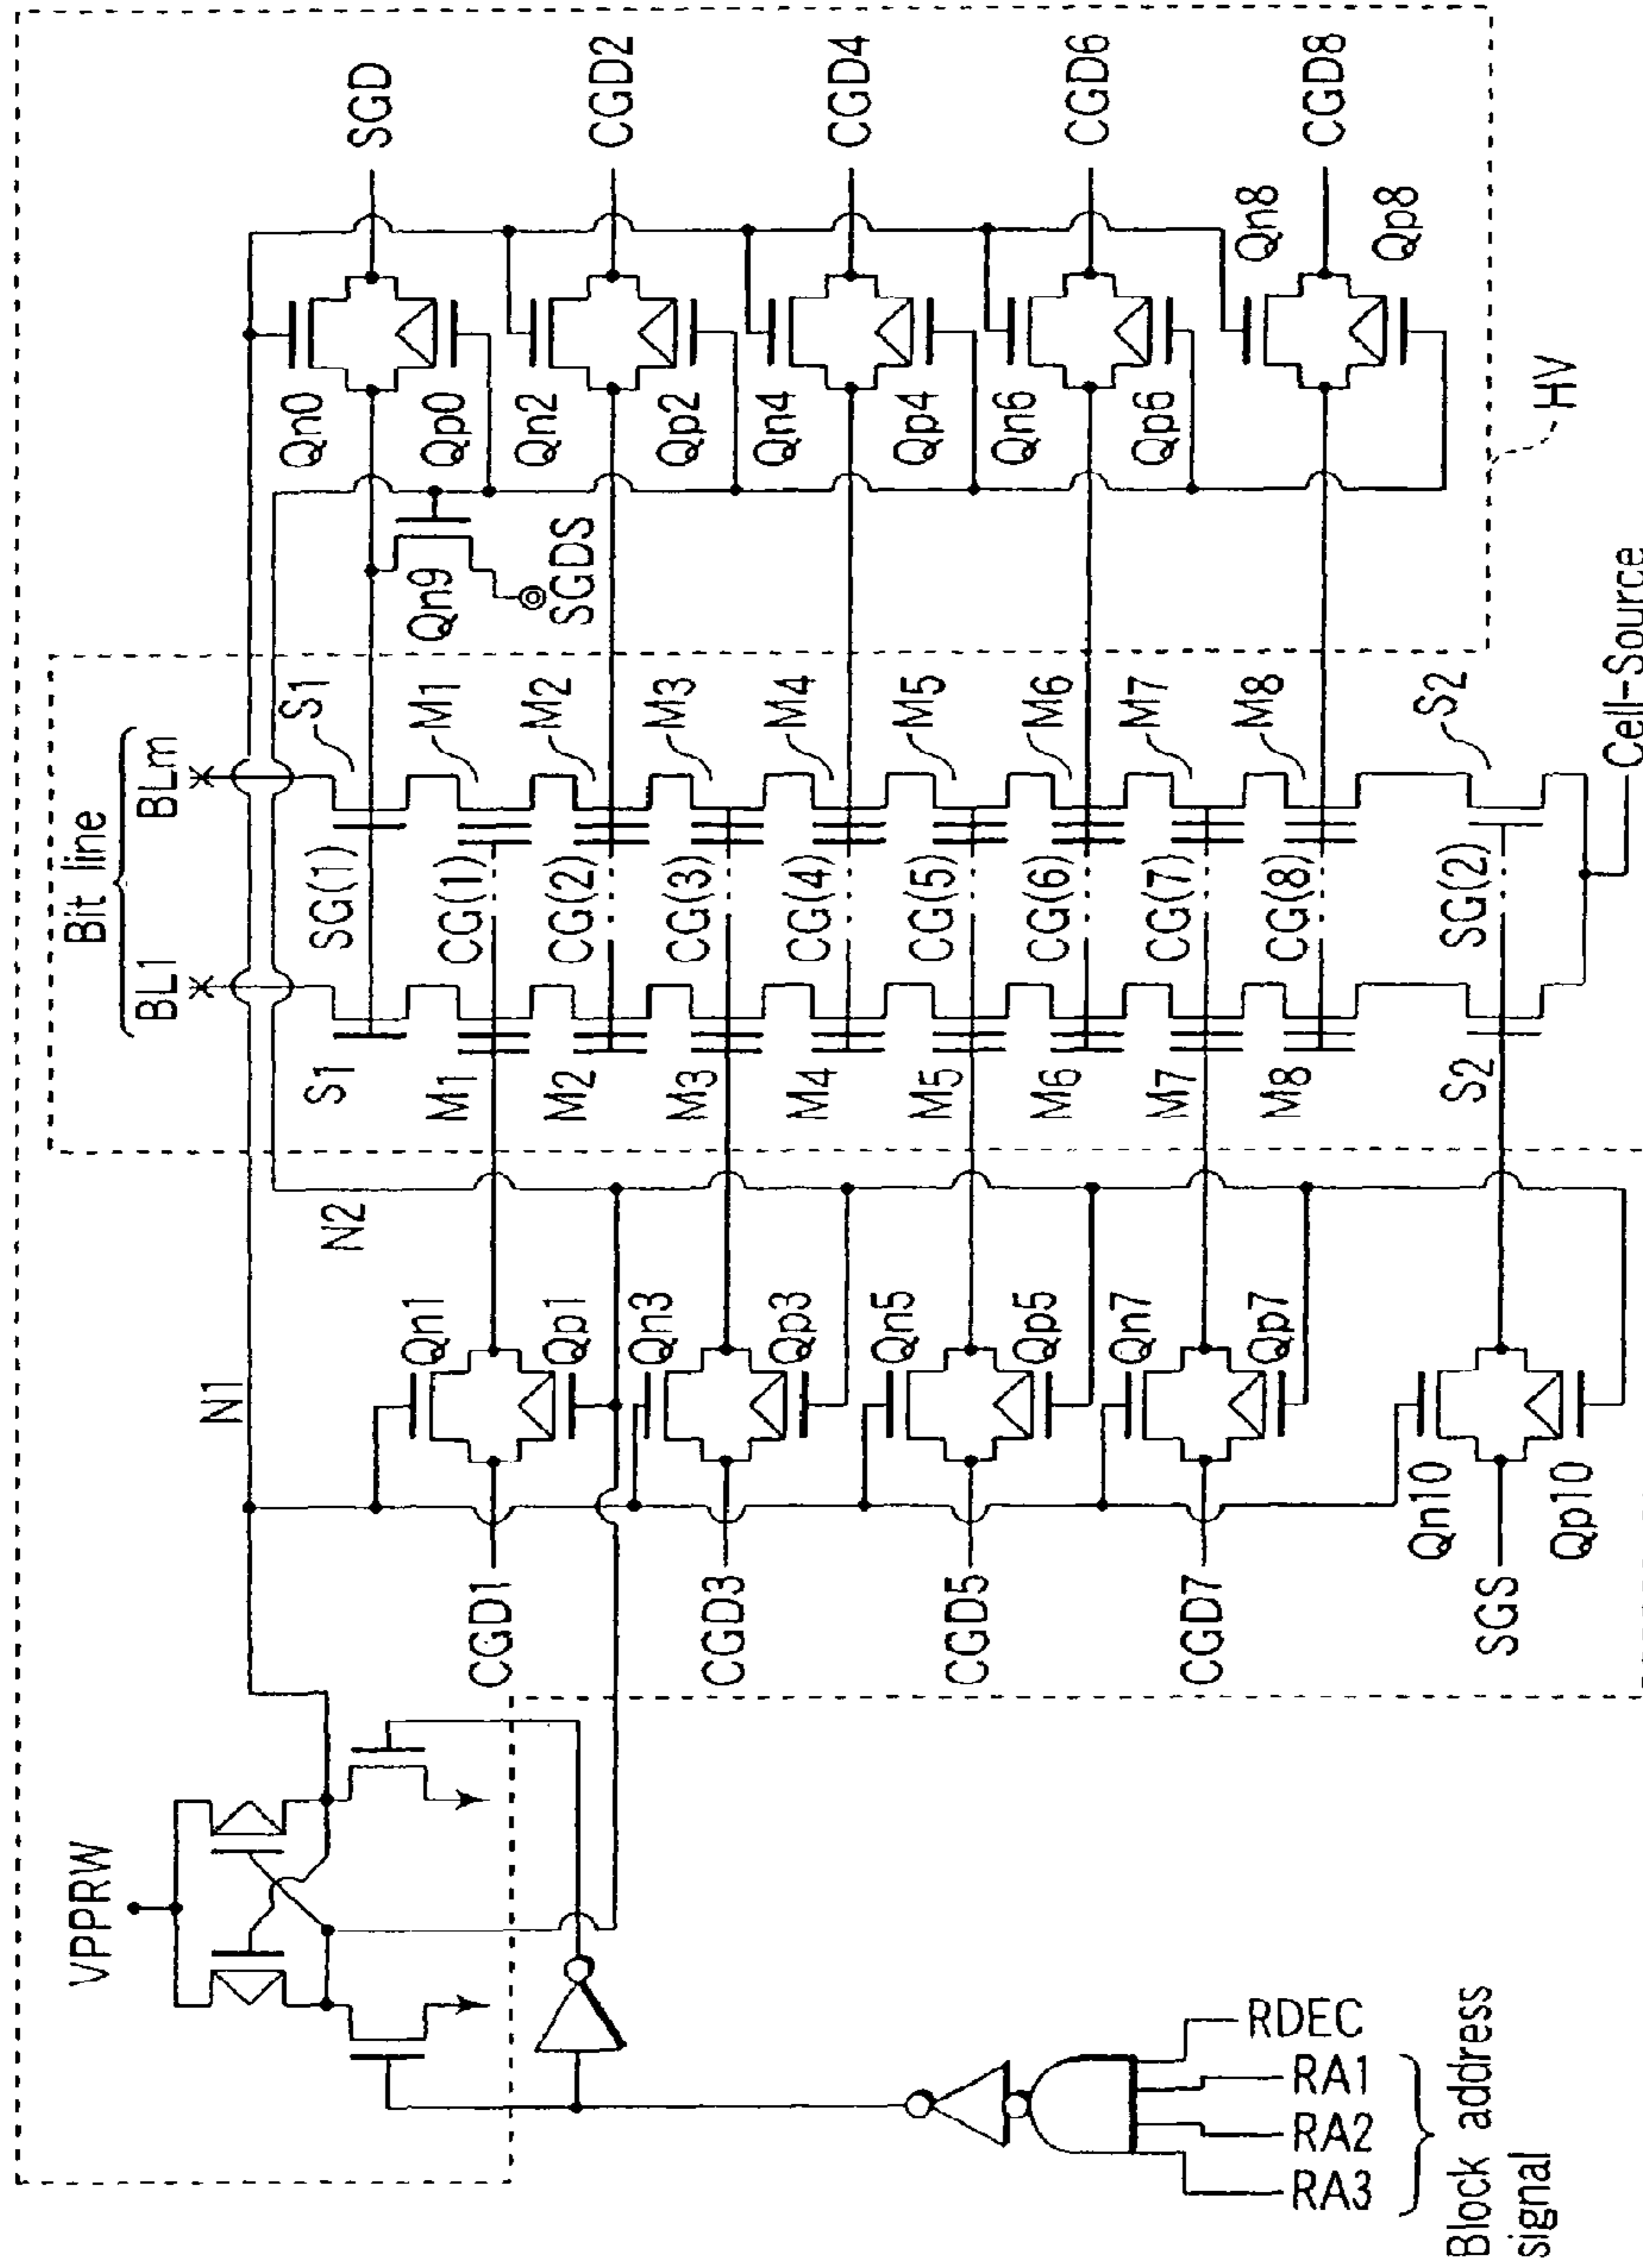 Bit line
BL1
BLm
VPPRW
N1
N2
S1
SG(1)
S1
M1
CG(1)
M1
M2
CG(2)
M2
M3
CG(3)
M3
M4
CG(4)
M4
M5
CG(5)
M5
M6
CG(6)
M6
M7
CG(7)
M7
M8
CG(8)
M8
S2
SG(2)
S2
Cell-Source
Qn0
Qp0
SGD
Qn9
SGDS
Qn2
Qp2
CGD2
Qn4
Qp4
CGD4
Qn6
Qp6
CGD6
Qn8
Qp8
CGD8
HV
Qn1
Qp1
CGD1
Qn3
Qp3
CGD3
Qn5
Qp5
CGD5
Qn7
Qp7
CGD7
Qn10
Qp10
SGS
RDEC
RA1
RA2
RA3
Block address
signal